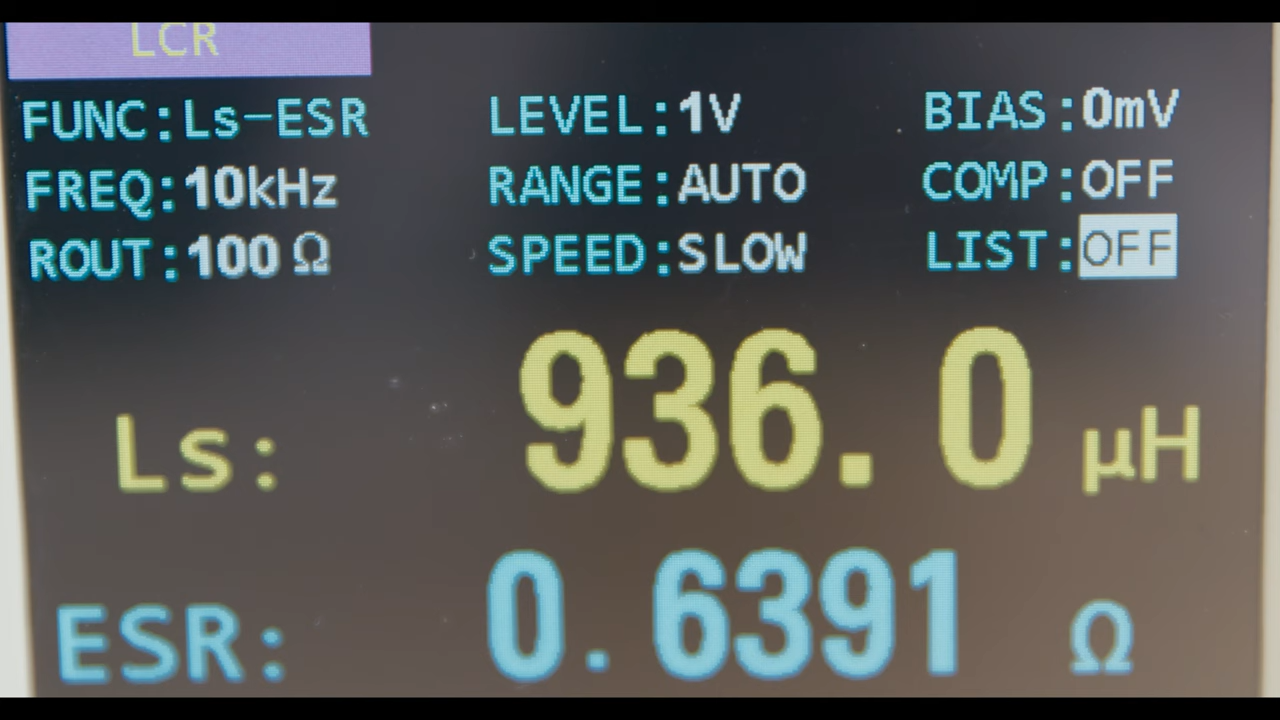 LCR
FUNC:Ls-ESR LEVEL:1V BIAS:0mV
FREQ:10kHz RANGE:AUTO COMP:OFF
ROUT:100Ω SPEED:SLOW LIST:OFF
Ls: 936.0 µH
ESR: 0.6391 Ω